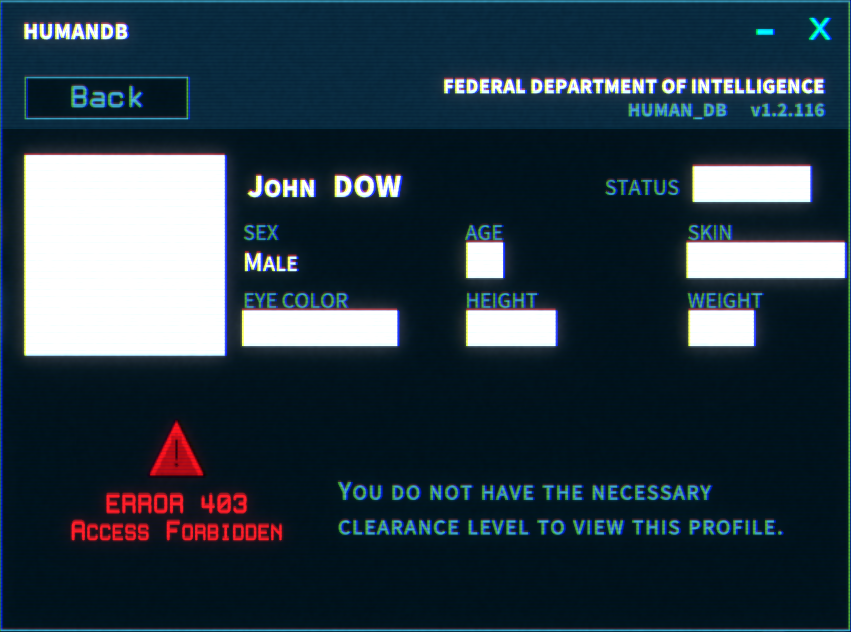 HUMANDB
Back
FEDERAL DEPARTMENT OF INTELLIGENCE
HUMAN_DB v1.2.116
JOHN DOW
STATUS
SEX
AGE
SKIN
MALE
EYE COLOR
HEIGHT
WEIGHT
ERROR 403
ACCESS FORBIDDEN
YOU DO NOT HAVE THE NECESSARY
CLEARANCE LEVEL TO VIEW THIS PROFILE.